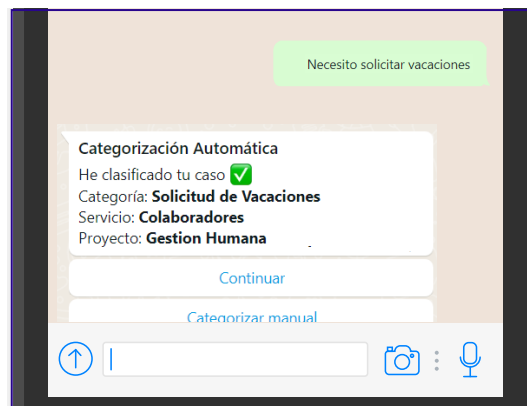 Necesito solicitar vacaciones
Categorización Automática
He clasificado tu caso ✅
Categoría: Solicitud de Vacaciones
Servicio: Colaboradores
Proyecto: Gestion Humana
Continuar
Categorizar manual